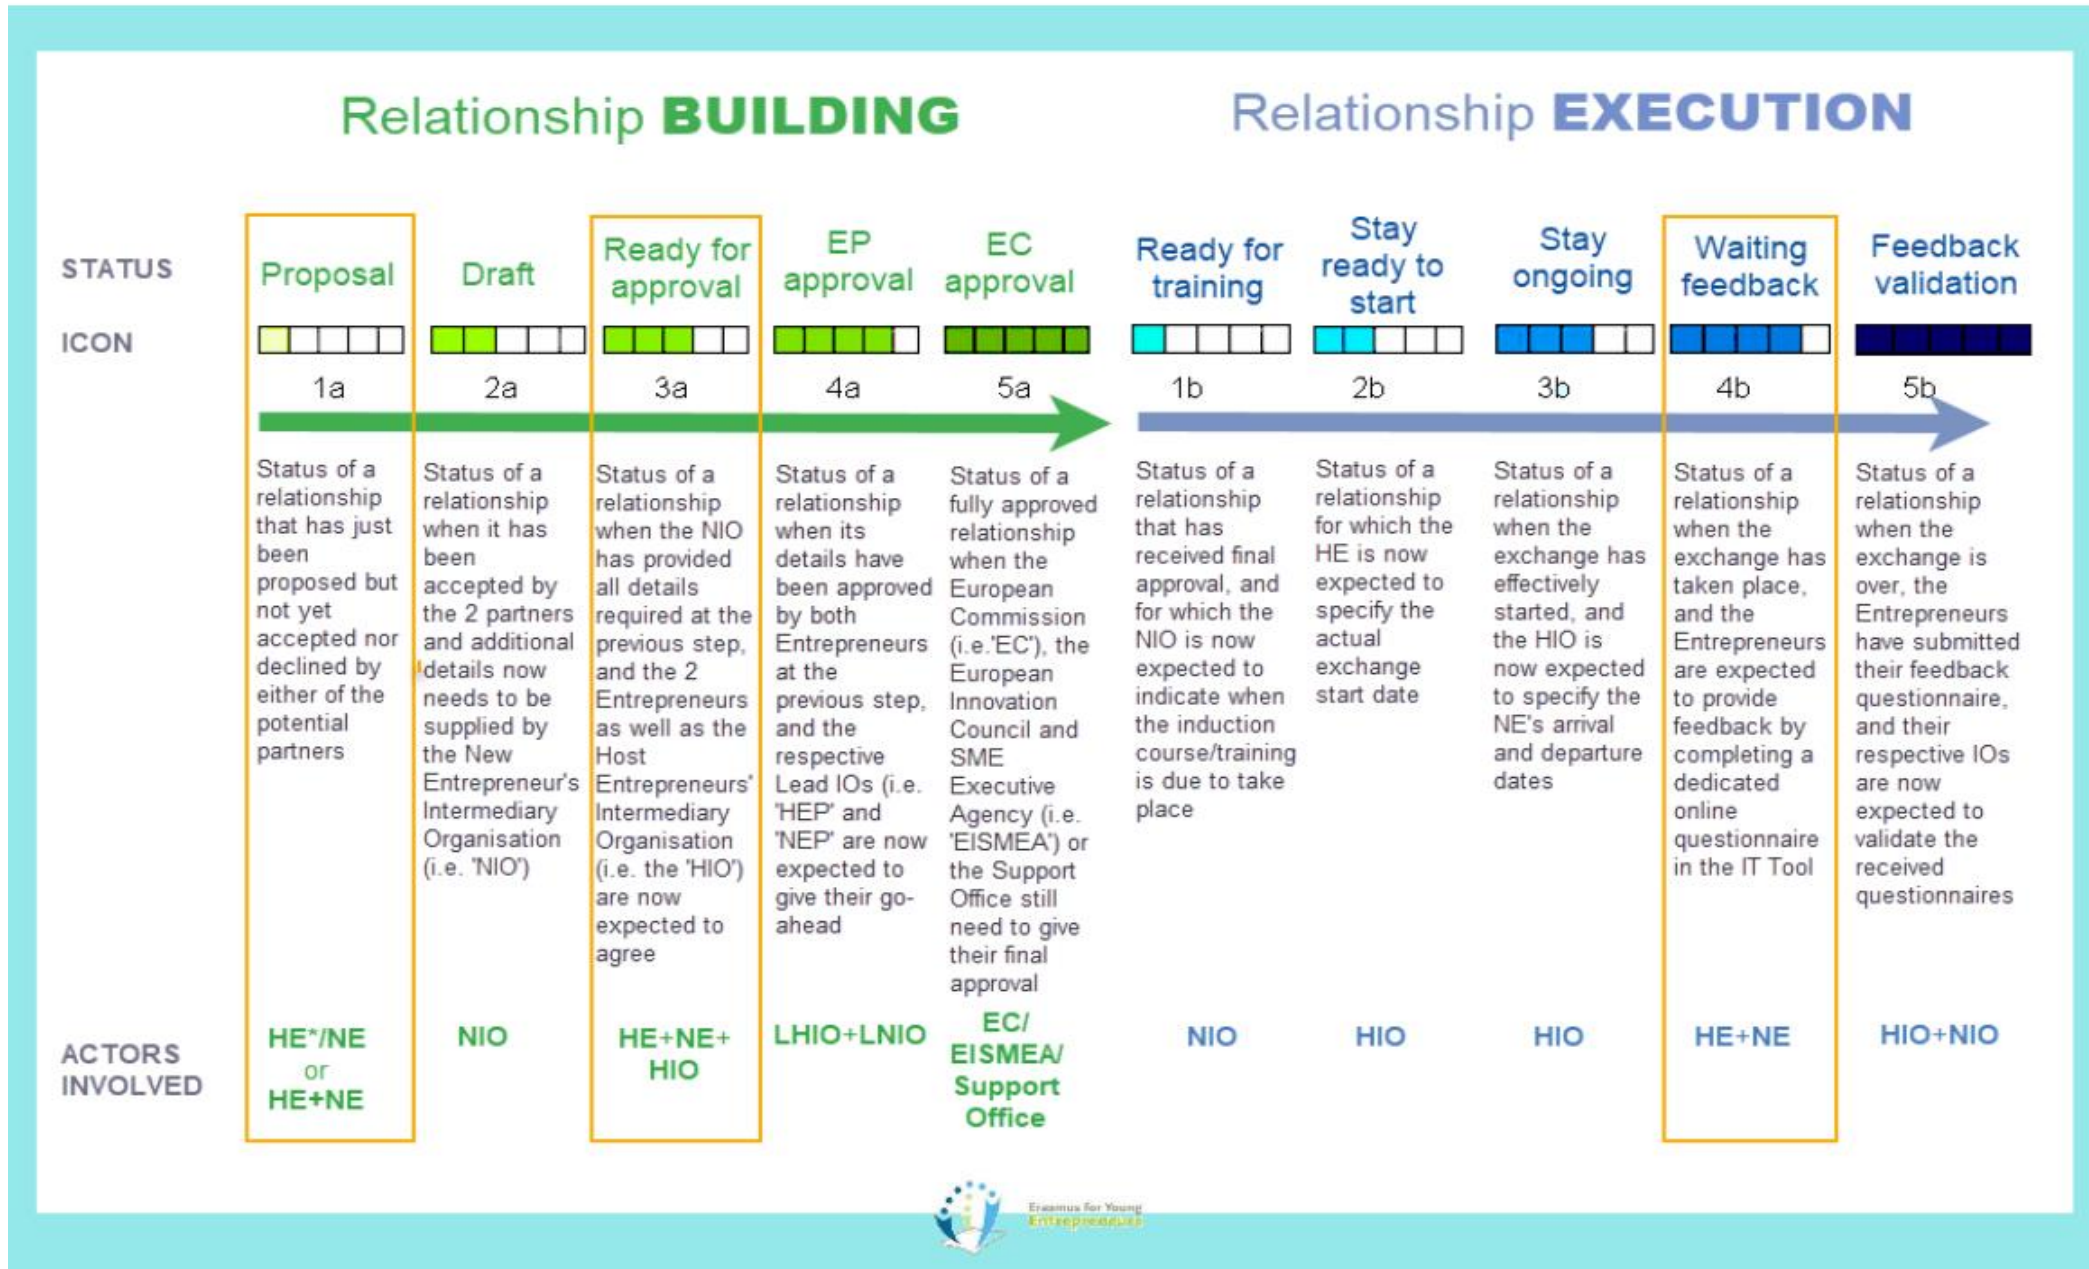 Relationship BUILDING
Relationship EXECUTION
STATUS
Proposal
Draft
Ready for
approval
EP
approval
EC
approval
Ready for
training
Stay
ready to
start
Stay
ongoing
Waiting
feedback
Feedback
validation
ICON
1a
2a
3a
4a
5a
1b
2b
3b
4b
5b
Status of a
relationship
that has just
been
proposed but
not yet
accepted nor
declined by
either of the
potential
partners
Status of a
relationship
when it has
been
accepted by
the 2 partners
and additional
details now
needs to be
supplied by
the New
Entrepreneur's
Intermediary
Organisation
(i.e. 'NIO')
Status of a
relationship
when the NIO
has provided
all details
required at the
previous step,
and the 2
Entrepreneurs
as well as the
Host
Entrepreneurs'
Intermediary
Organisation
(i.e. the 'HIO')
are now
expected to
agree
Status of a
relationship
when its
details have
been approved
by both
Entrepreneurs
at the
previous step,
and the
respective
Lead IOs (i.e.
'HEP' and
'NEP' are now
expected to
give their go-
ahead
Status of a
fully approved
relationship
when the
European
Commission
(i.e.'EC'), the
European
Innovation
Council and
SME
Executive
Agency (i.e.
'EISMEA') or
the Support
Office still
need to give
their final
approval
Status of a
relationship
that has
received final
approval, and
for which the
NIO is now
expected to
indicate when
the induction
course/training
is due to take
place
Status of a
relationship
for which the
HE is now
expected to
specify the
actual
exchange
start date
Status of a
relationship
when the
exchange has
effectively
started, and
the HIO is
now expected
to specify the
NE's arrival
and departure
dates
Status of a
relationship
when the
exchange has
taken place,
and the
Entrepreneurs
are expected
to provide
feedback by
completing a
dedicated
online
questionnaire
in the IT Tool
Status of a
relationship
when the
exchange is
over, the
Entrepreneurs
have submitted
their feedback
questionnaire,
and their
respective IOs
are now
expected to
validate the
received
questionnaires
ACTORS
INVOLVED
HE*/NE
or
HE+NE
NIO
HE+NE+
HIO
LHIO+LNIO
EC/
EISMEA/
Support
Office
NIO
HIO
HIO
HE+NE
HIO+NIO
Erasmus for Young
Entrepreneurs